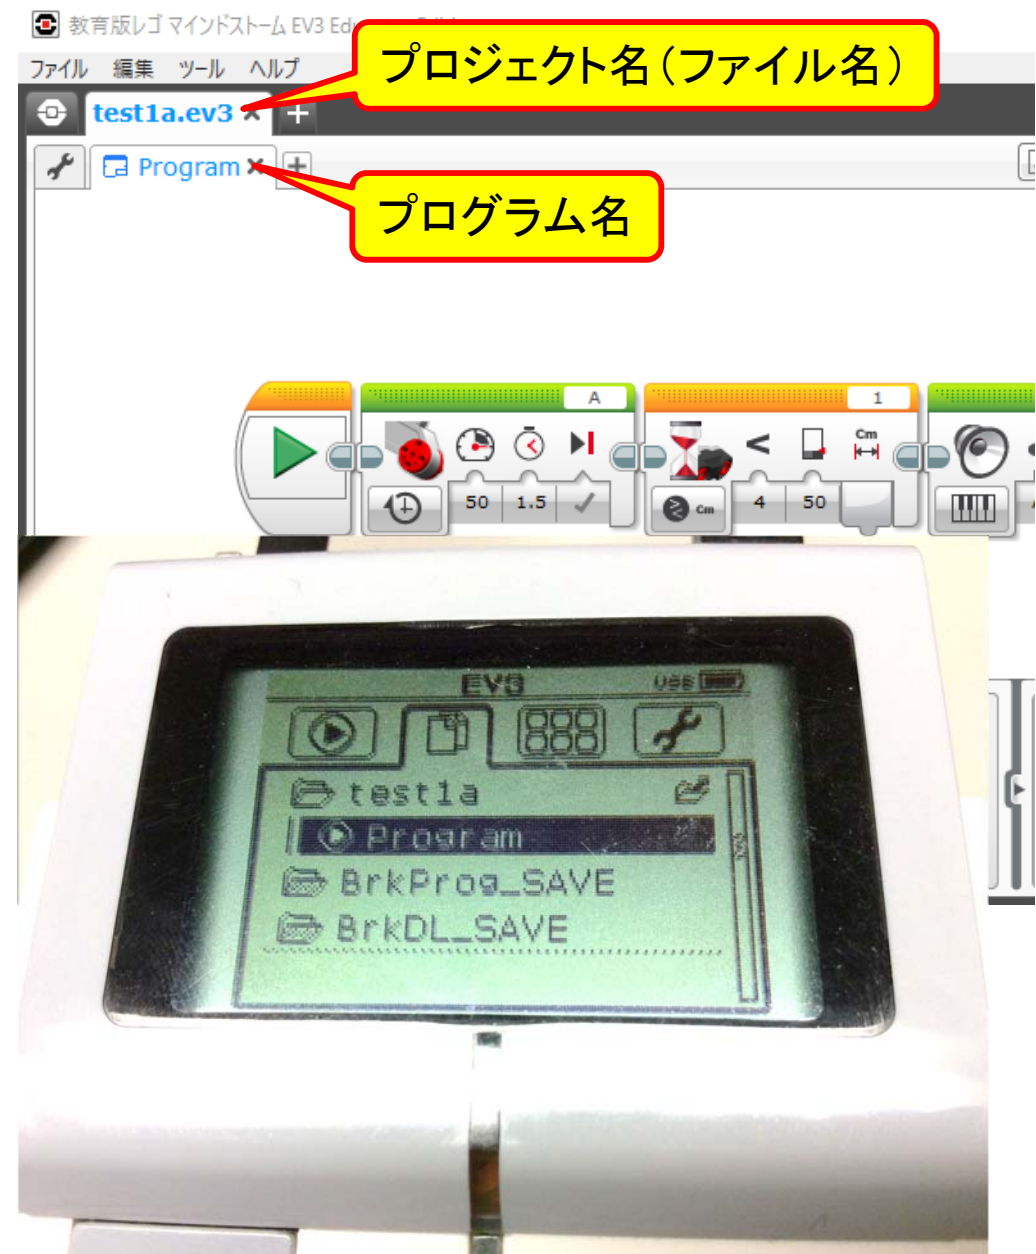 教育版レゴ マインドストーム EV3 Ed
プロジェクト名（ファイル名）
ファイル 編集 ツール ヘルプ
test1a.ev3
Program
プログラム名
A
1
Cm
50 1.5
Cm 4 50
EV3 USB
test1a
Program
BrkProg_SAVE
BrkDL_SAVE